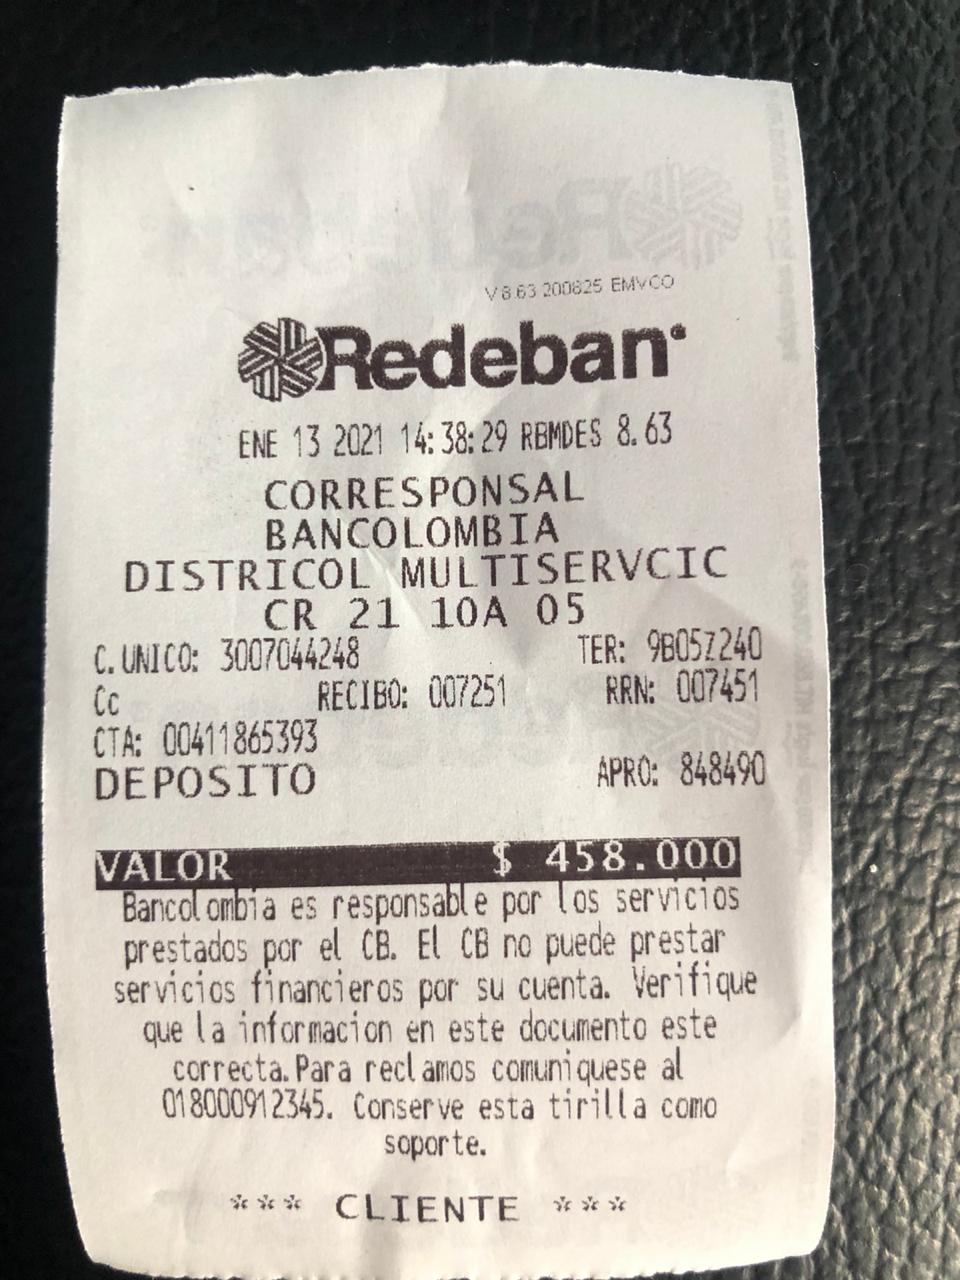 V8.63 200825 EMVCO
Redeban
ENE 13 2021 14:38:29 RBMDES 8.63
CORRESPONSAL
BANCOLOMBIA
DISTRICOL MULTISERVCIC
CR 21 10A 05
C.UNICO: 3007044248 TER: 9B05Z240
Cc RECIBO: 007251 RRN: 007451
CTA: 00411865393
DEPOSITO APRO: 848490
VALOR $ 458.000
Bancolombia es responsable por los servicios
prestados por el CB. El CB no puede prestar
servicios financieros por su cuenta. Verifique
que la informacion en este documento este
correcta.Para reclamos comuniquese al
018000912345. Conserve esta tirilla como
soporte.
*** CLIENTE ***